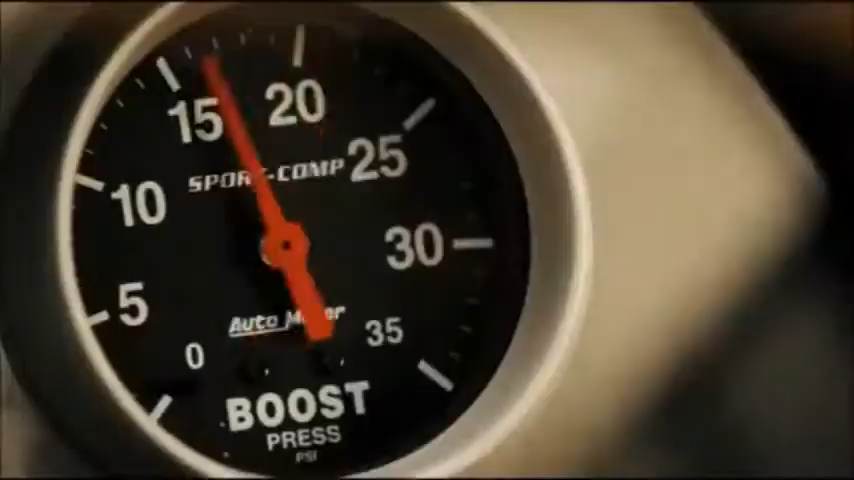 15 20
25
SPORT-COMP
10
30
5
Auto Meter
35
0
BOOST
PRESS
PSI